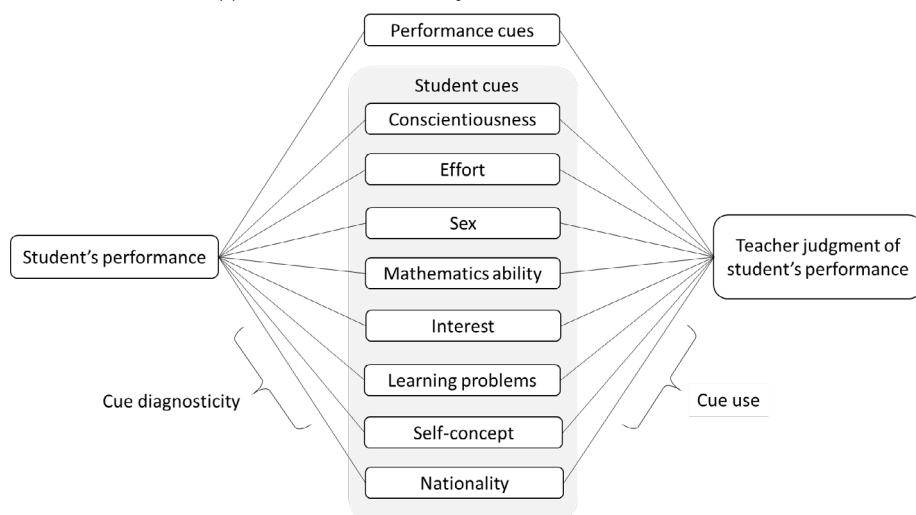 Performance cues
Student cues
Conscientiousness
Effort
Sex
Student's performance
Mathematics ability
Teacher judgment of
student's performance
Interest
Learning problems
Cue diagnosticity
Cue use
Self-concept
Nationality